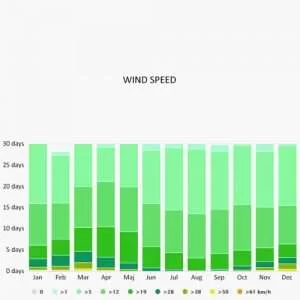 WIND SPEED
30 days
25 days
20 days
15 days
10 days
5 days
0 days
Jan Feb Mar Apr Maj Jun Jul Aug Sep Oct Nov Dec
0 >1 >5 >12 >19 >28 >38 >50 >61 km/h